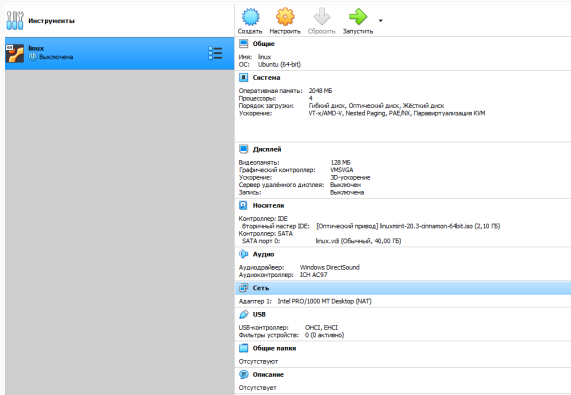 Инструменты
Создать Настроить Сбросить Запустить
64
linux
Выключена
Общие
Имя: linux
ОС: Ubuntu (64-bit)
Система
Оперативная память: 2048 МБ
Процессоры: 4
Порядок загрузки: Гибкий диск, Оптический диск, Жёсткий диск
Ускорение: VT-x/AMD-V, Nested Paging, PAE/NX, Паравиртуализация KVM
Дисплей
Видеопамять: 128 МБ
Графический контроллер: VMSVGA
Ускорение: 3D-ускорение
Сервер удалённого дисплея: Выключен
Запись: Выключена
Носители
Контроллер: IDE
Вторичный мастер IDE: [Оптический привод] linuxmint-20.3-cinnamon-64bit.iso (2,10 ГБ)
Контроллер: SATA
SATA порт 0: linux.vdi (Обычный, 40,00 ГБ)
Аудио
Аудиодрайвер: Windows DirectSound
Аудиоконтроллер: ICH AC97
Сеть
Адаптер 1: Intel PRO/1000 MT Desktop (NAT)
USB
USB-контроллер: OHCI, EHCI
Фильтры устройств: 0 (0 активно)
Общие папки
Отсутствуют
Описание
Отсутствует